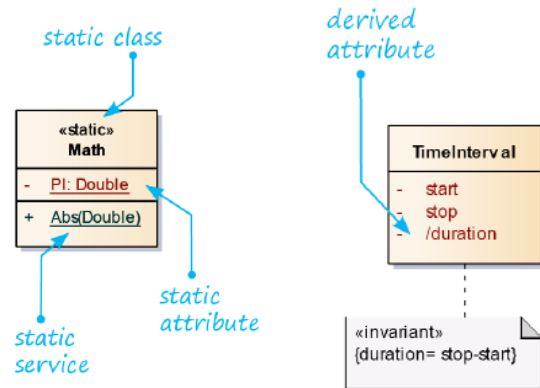 static class
«static»
Math
- PI: Double
+ Abs(Double)
static
attribute
static
service
derived
attribute
TimeInterval
- start
- stop
- /duration
«invariant»
{duration= stop-start}